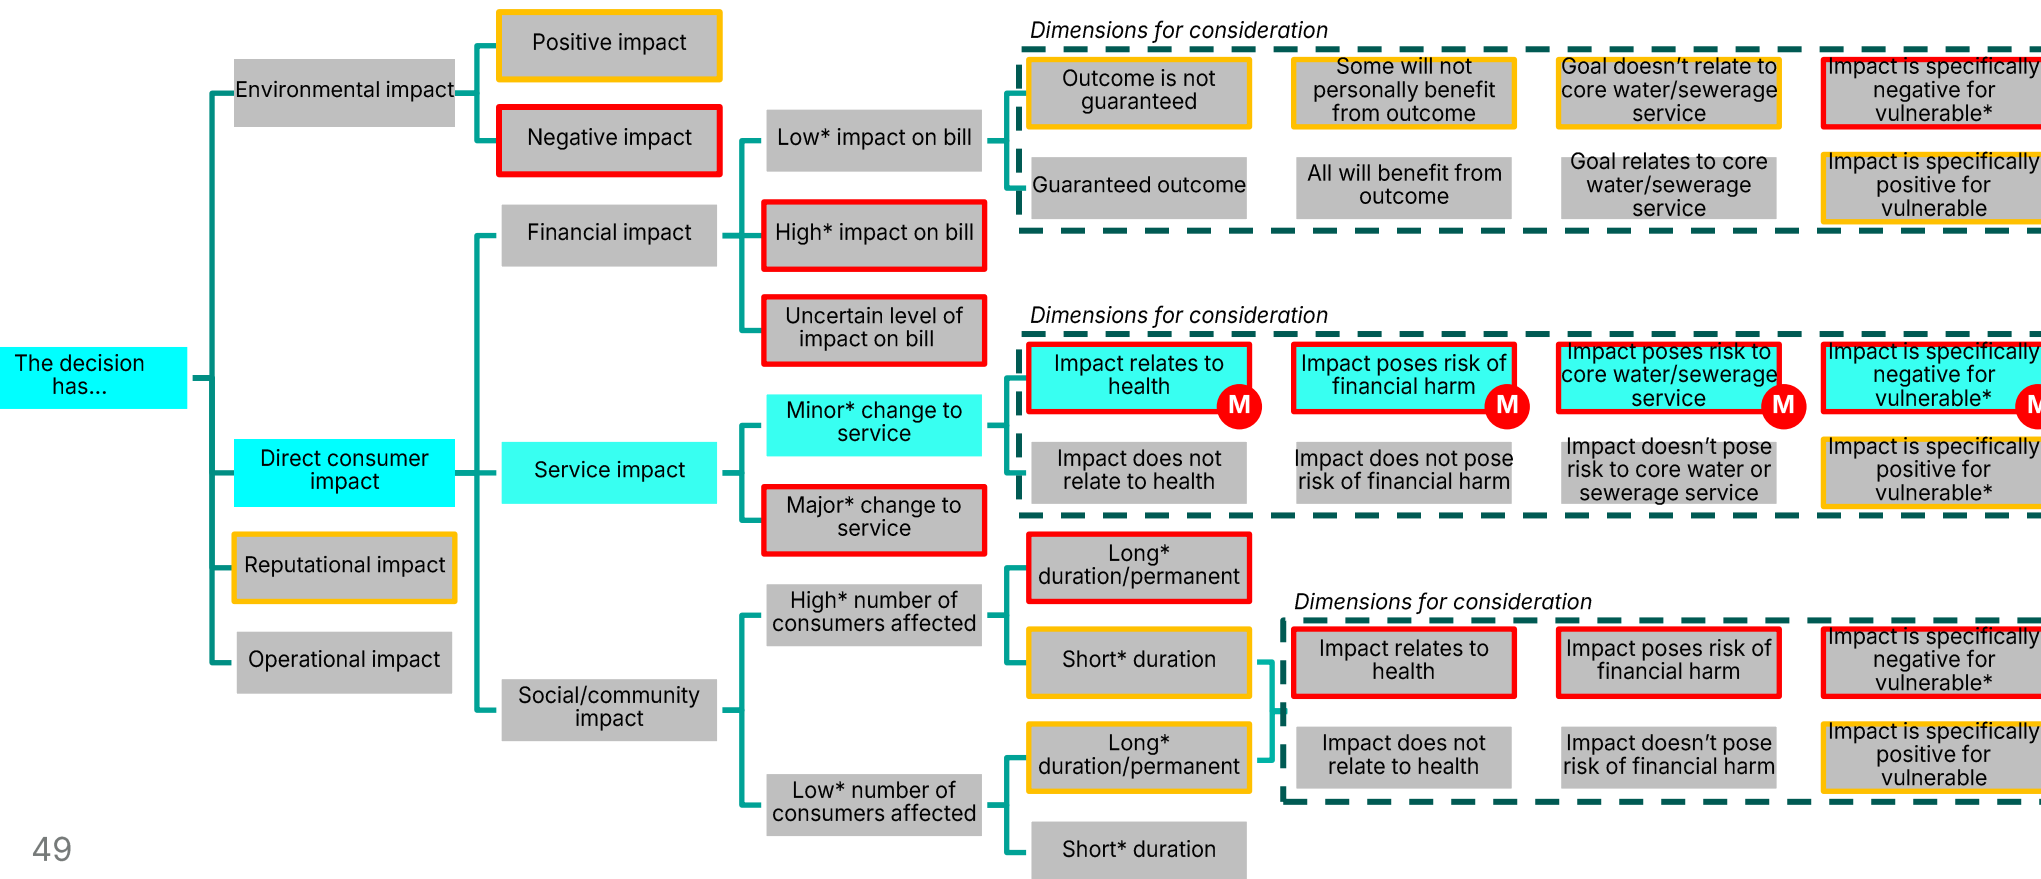 Positive impact
Environmental impact
Negative impact
Dimensions for consideration
Low* impact on bill
Outcome is not
guaranteed
Some will not
personally benefit
from outcome
Goal doesn’t relate to
core water/sewerage
service
Impact is specifically
negative for
vulnerable*
Guaranteed outcome
All will benefit from
outcome
Goal relates to core
water/sewerage
service
Impact is specifically
positive for
vulnerable
Financial impact
High* impact on bill
Uncertain level of
impact on bill
The decision
has...
Dimensions for consideration
Direct consumer
impact
Service impact
Minor* change to
service
Impact relates to
health
M
Impact poses risk of
financial harm
M
Impact poses risk to
core water/sewerage
service
M
Impact is specifically
negative for
vulnerable*
M
Impact does not
relate to health
Impact does not pose
risk of financial harm
Impact doesn’t pose
risk to core water or
sewerage service
Impact is specifically
positive for
vulnerable*
Major* change to
service
Reputational impact
Operational impact
Social/community
impact
High* number of
consumers affected
Long*
duration/permanent
Short* duration
Dimensions for consideration
Impact relates to
health
Impact poses risk of
financial harm
Impact is specifically
negative for
vulnerable*
Impact does not
relate to health
Impact doesn’t pose
risk of financial harm
Impact is specifically
positive for
vulnerable
Low* number of
consumers affected
Long*
duration/permanent
Short* duration
49